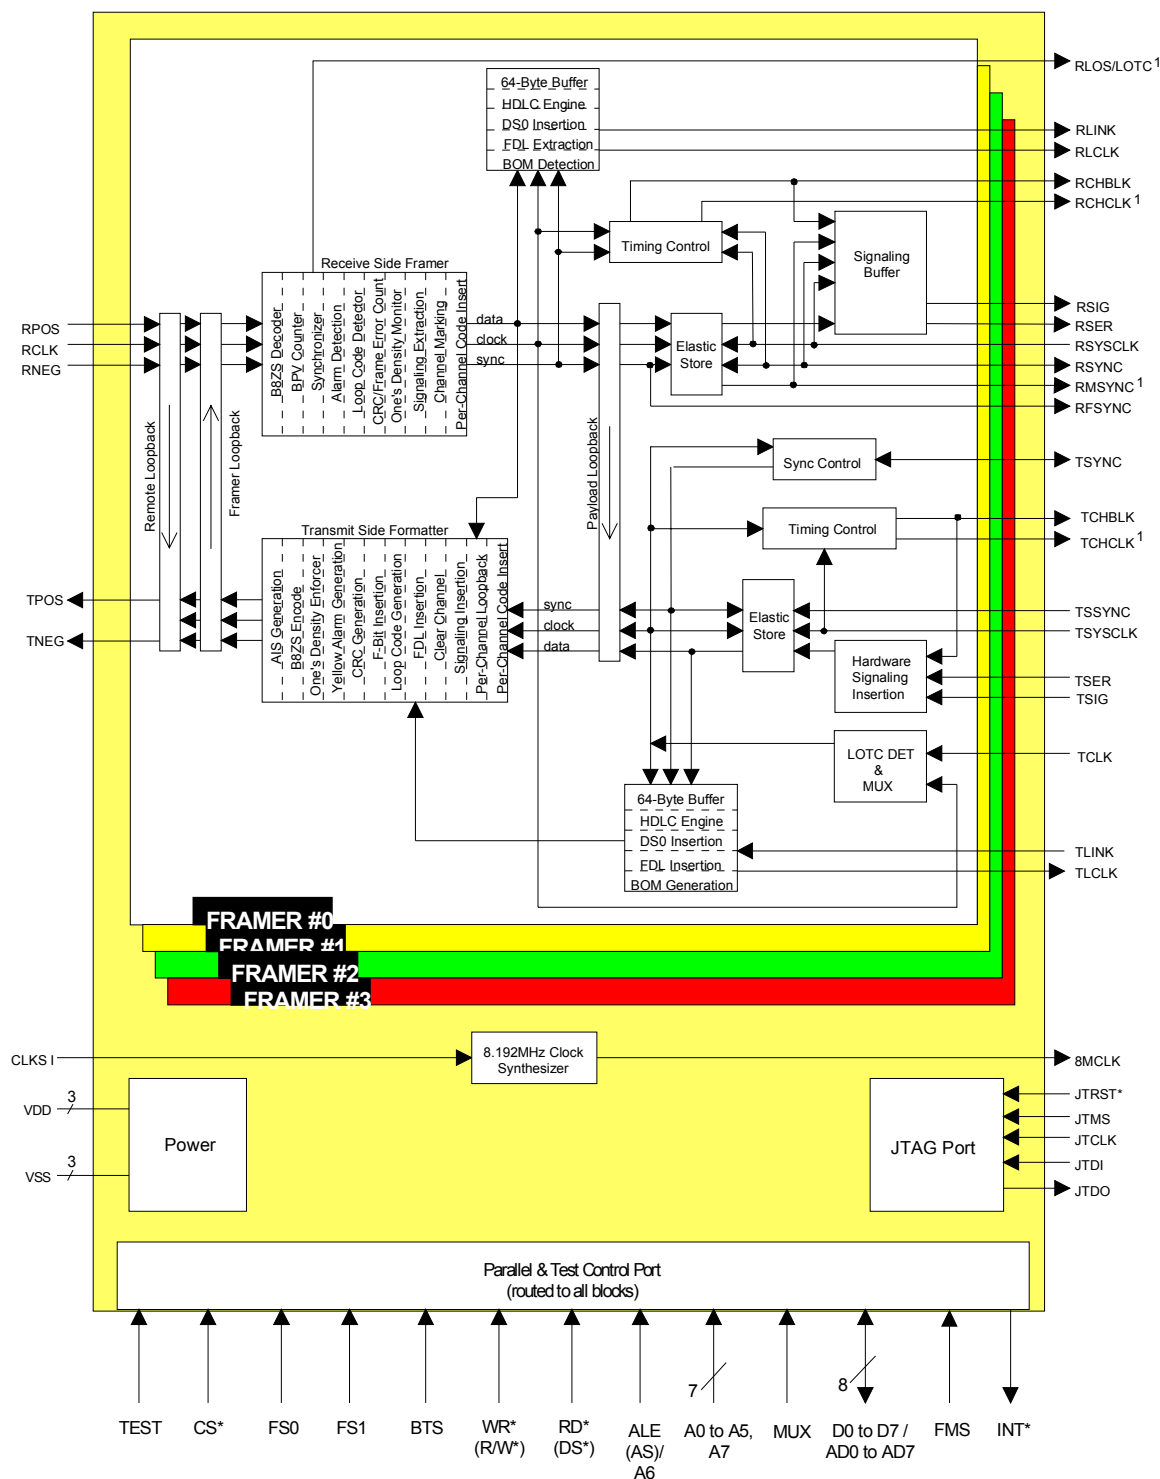 RLOS/LOTC 1
64-Byte Buffer
HDLC Engine
DS0 Insertion
FDL Extraction
BOM Detection
RLINK
RLCLK
RCHBLK
RCHCLK 1
Timing Control
Signaling
Buffer
Receive Side Framer
B8ZS Decoder
BPV Counter
Synchronizer
Alarm Detection
Loop Code Detector
CRC/Frame Error Count
One's Density Monitor
Signaling Extraction
Channel Marking
Per-Channel Code Insert
data
clock
sync
RPOS
RCLK
RNEG
Elastic
Store
RSIG
RSER
RSYSCLK
RSYNC
RMSYNC 1
RFSYNC
Remote Loopback
Framer Loopback
Payload Loopback
Sync Control
TSYNC
Timing Control
TCHBLK
TCHCLK 1
Transmit Side Formatter
AIS Generation
B8ZS Encode
One's Density Enforcer
Yellow Alarm Generation
CRC Generation
F-Bit Insertion
Loop Code Generation
FDL Insertion
Clear Channel
Signaling Insertion
Per-Channel Loopback
Per-Channel Code Insert
sync
clock
data
TPOS
TNEG
Elastic
Store
TSSYNC
TSYSCLK
Hardware
Signaling
Insertion
TSER
TSIG
LOTC DET
&
MUX
TCLK
64-Byte Buffer
HDLC Engine
DS0 Insertion
FDL Insertion
BOM Generation
TLINK
TLCLK
FRAMER #0
FRAMER #1
FRAMER #2
FRAMER #3
CLKS I
8.192MHz Clock
Synthesizer
8MCLK
VDD
3
VSS
3
Power
JTAG Port
JTRST*
JTMS
JTCLK
JTDI
JTDO
Parallel & Test Control Port
(routed to all blocks)
7
8
TEST
CS*
FS0
FS1
BTS
WR*
(R/W*)
RD*
(DS*)
ALE
(AS)/
A6
A0 to A5,
A7
MUX
D0 to D7 /
AD0 to AD7
FMS
INT*